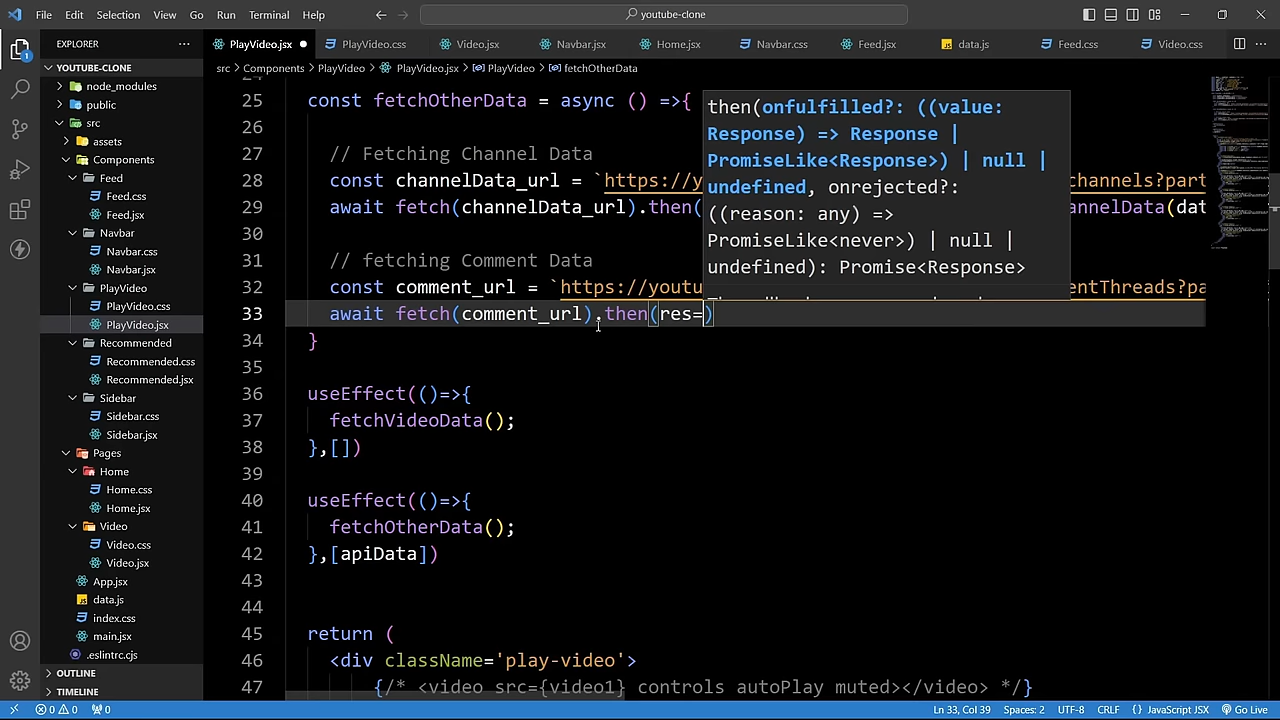 File Edit Selection View Go Run Terminal Help
youtube-clone
EXPLORER
PlayVideo.jsx PlayVideo.css Video.jsx Navbar.jsx Home.jsx Navbar.css Feed.jsx data.js Feed.css Video.css
src > Components > PlayVideo > PlayVideo.jsx > PlayVideo > fetchOtherData
YOUTUBE-CLONE
node_modules
public
src
assets
Components
Feed
Feed.css
Feed.jsx
Navbar
Navbar.css
Navbar.jsx
PlayVideo
PlayVideo.css
PlayVideo.jsx
Recommended
Recommended.css
Recommended.jsx
Sidebar
Sidebar.css
Sidebar.jsx
Pages
Home
Home.css
Home.jsx
Video
Video.css
Video.jsx
App.jsx
data.js
index.css
main.jsx
.eslintrc.cjs
OUTLINE
TIMELINE
25 const fetchOtherData = async () =>{
26
27 // Fetching Channel Data
28 const channelData_url = `https://y channels?part
29 await fetch(channelData_url).then( annelData(dat
30
31 // fetching Comment Data
32 const comment_url = `https://youtu entThreads?pa
33 await fetch(comment_url).then(res=)
34 }
35
36 useEffect(()=>{
37 fetchVideoData();
38 },[])
39
40 useEffect(()=>{
41 fetchOtherData();
42 },[apiData])
43
44
45 return (
46 <div className='play-video'>
47 {/* <video src={video1} controls autoPlay muted></video> */}
then(onfulfilled?: ((value:
Response) => Response |
PromiseLike<Response>) | null |
undefined, onrejected?:
((reason: any) =>
PromiseLike<never>) | null |
undefined): Promise<Response>
0 0 0 Ln 33, Col 39 Spaces: 2 UTF-8 CRLF {} JavaScript JSX Go Live